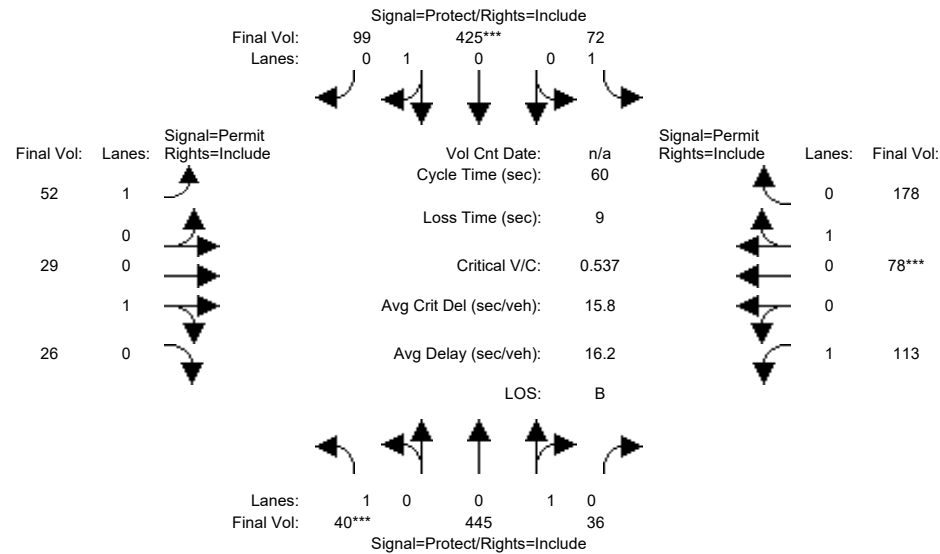 Signal=Protect/Rights=Include
Final Vol: 99 425*** 72
Lanes: 0 1 0 0 1
Signal=Permit
Final Vol: Lanes: Rights=Include
Vol Cnt Date: n/a
Signal=Permit
Rights=Include Lanes: Final Vol:
Cycle Time (sec): 60
52 1
0 178
Loss Time (sec): 9
0
1
29 0
Critical V/C: 0.537
0 78***
1
Avg Crit Del (sec/veh): 15.8
0
26 0
Avg Delay (sec/veh): 16.2
1 113
LOS: B
Lanes: 1 0 0 1 0
Final Vol: 40*** 445 36
Signal=Protect/Rights=Include